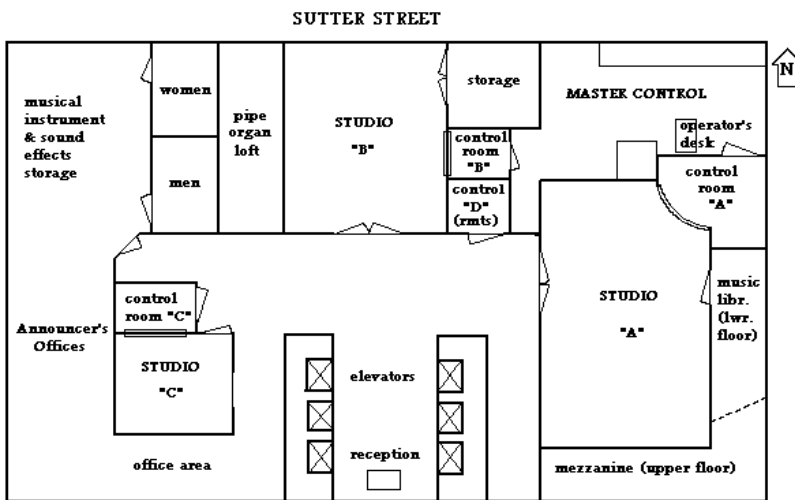 SUTTER STREET
N
musical
instrument
& sound
effects
storage
women
men
pipe
organ
loft
STUDIO
"B"
storage
control
room
"B"
control
"D"
(rmts)
MASTER CONTROL
operator's
desk
control
room
"A"
STUDIO
"A"
music
libr.
(lwr.
floor)
control
room "C"
Announcer's
Offices
STUDIO
"C"
elevators
reception
office area
mezzanine (upper floor)